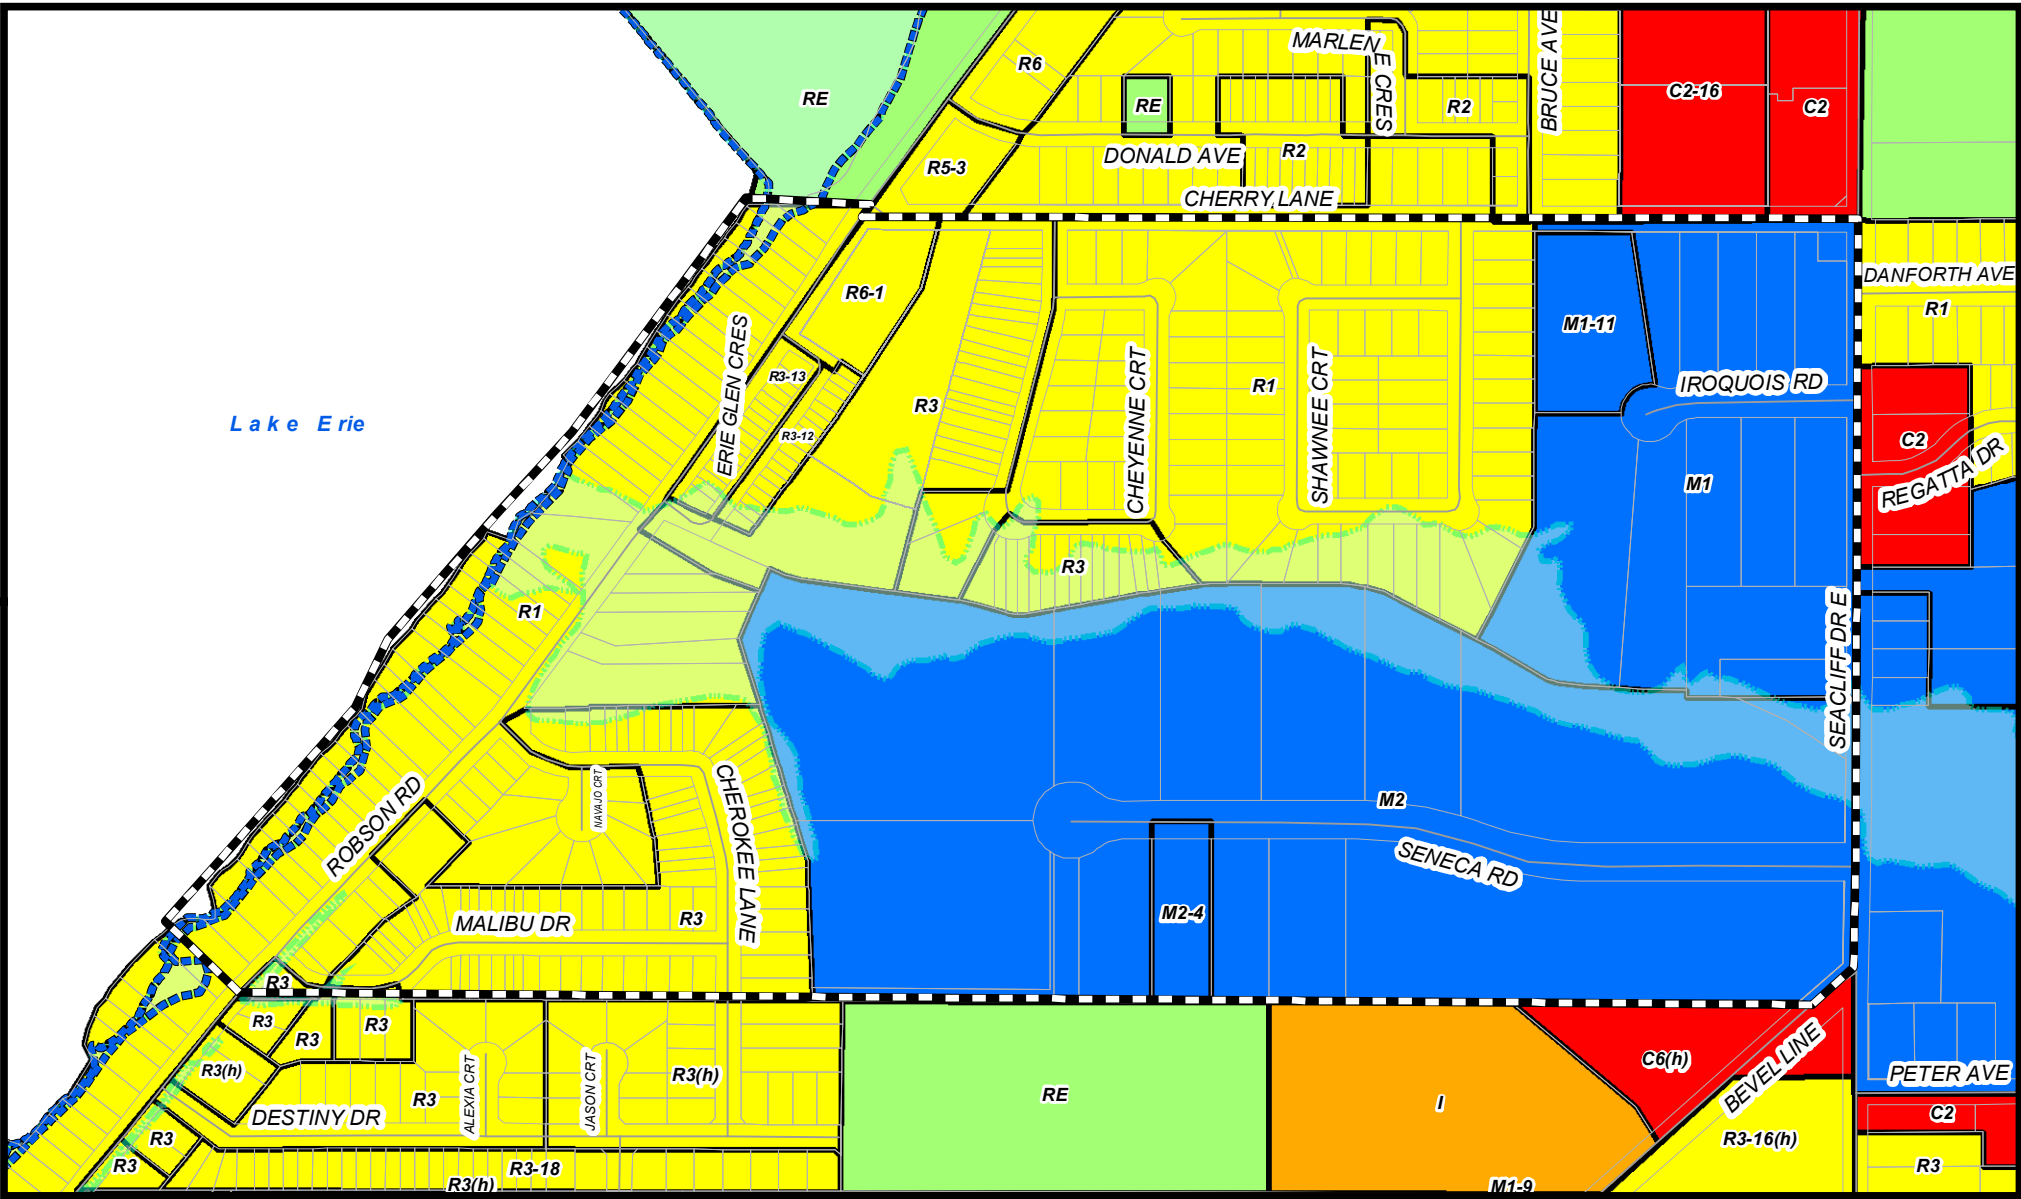 RE
R6
MARLENE CRES
BRUCE AVE
C2-16
C2
RE
R2
R5-3
DONALD AVE
R2
CHERRY LANE
DANFORTH AVE
R1
R6-1
M1-11
ERIE GLEN CRES
R3-13
R3
CHEYENNE CRT
R1
SHAWNEE CRT
IROQUOIS RD
Lake Erie
R3-12
C2
REGATTA DR
M1
R3
R1
SEACLIFF DR E
NAVAJO CRT
CHEROKEE LANE
ROBSON RD
M2
SENECA RD
MALIBU DR
R3
M2-4
R3
R3
R3
R3
R3(h)
ALEXIA CRT
JASON CRT
R3(h)
C6(h)
BEVEL LINE
PETER AVE
R3
DESTINY DR
RE
I
C2
R3
R3-16(h)
R3
R3-18
R3
R3(h)
M1-9